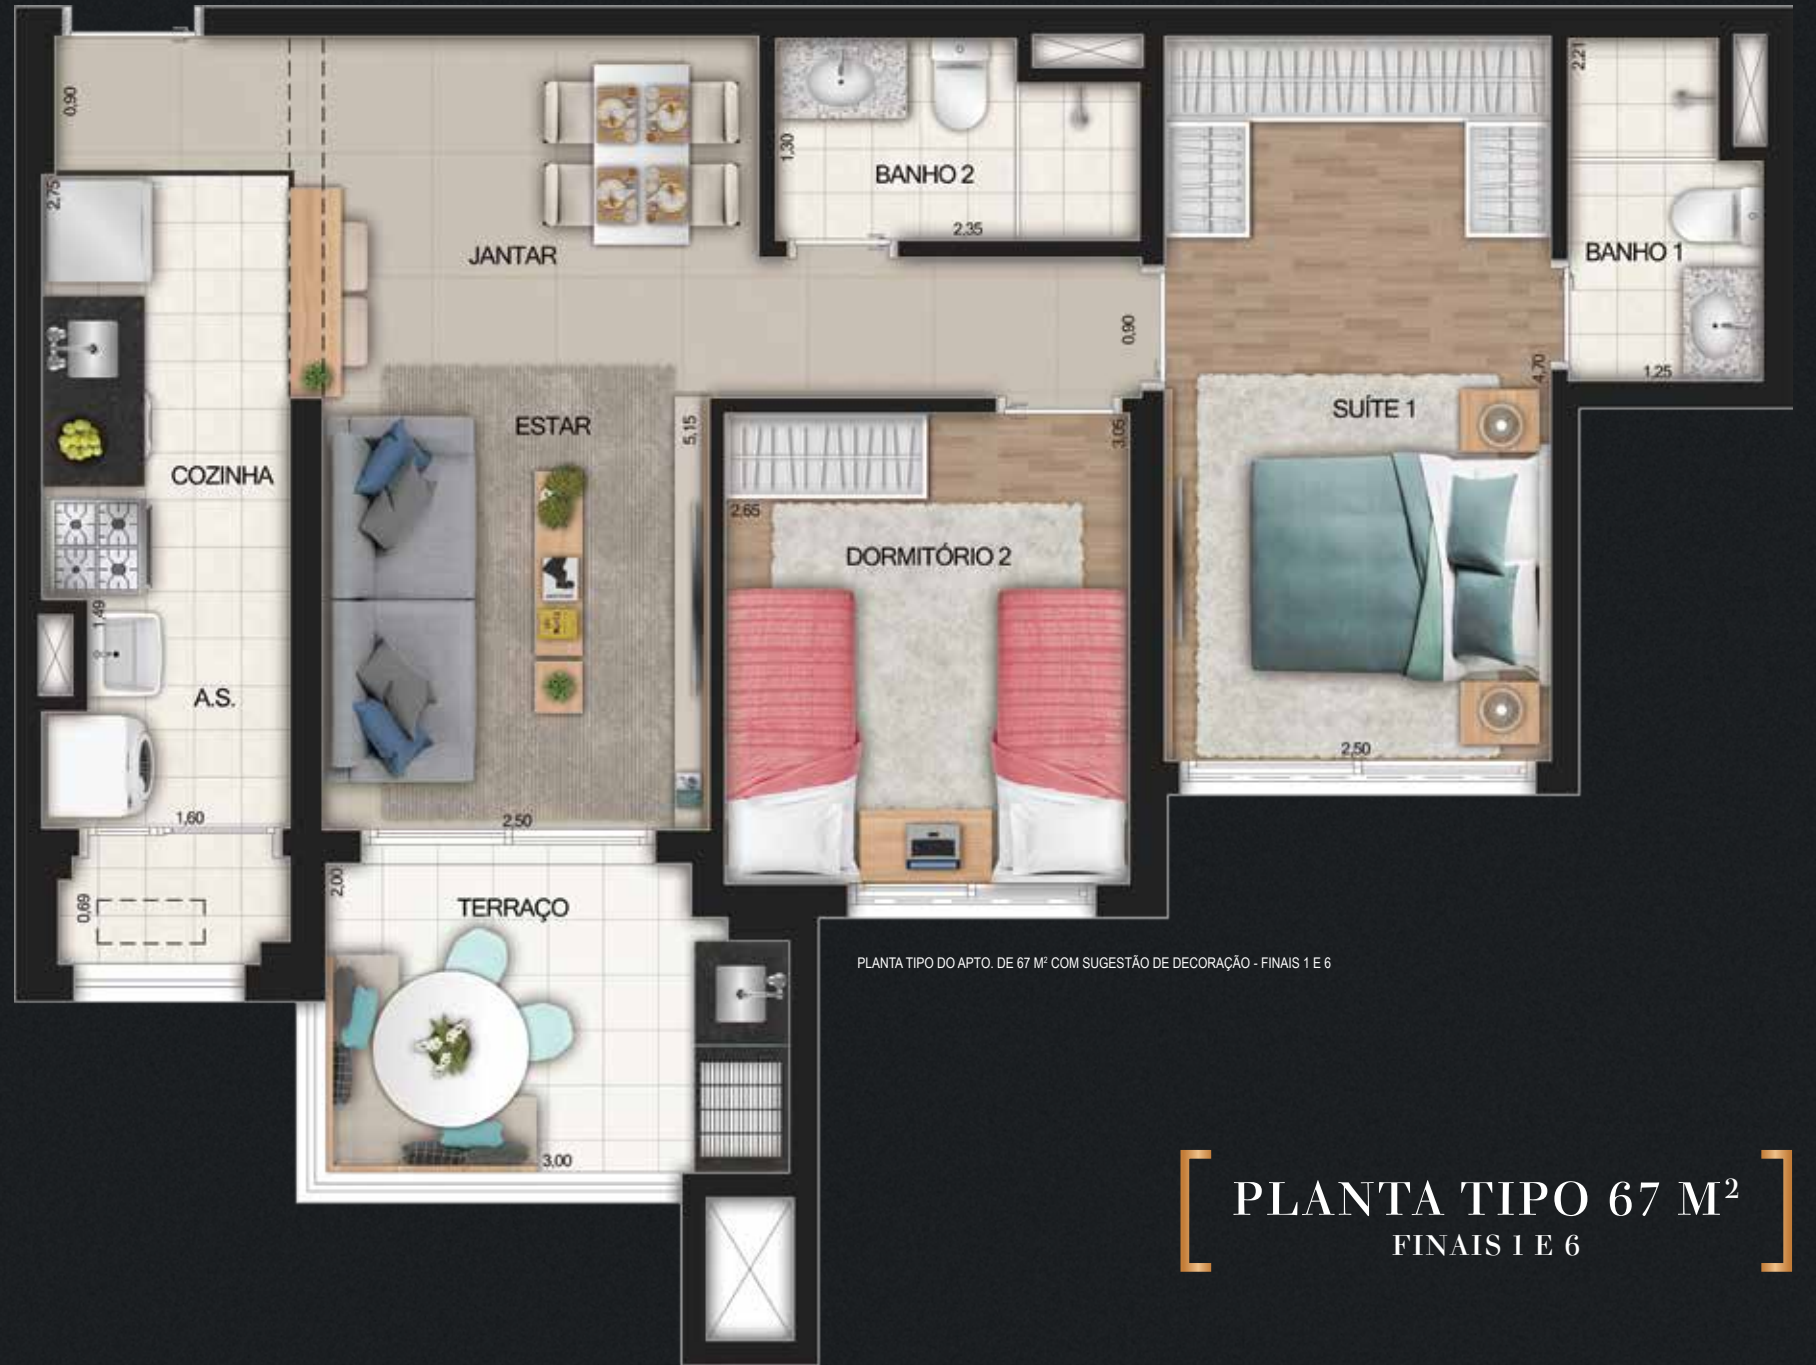 2,21
0,90
1,30
BANHO 2
2,75
2,35
JANTAR
BANHO 1
0,90
4,70
1,25
SUÍTE 1
ESTAR
5,15
3,05
COZINHA
2,65
DORMITÓRIO 2
1,49
A.S.
2,50
1,60
2,50
2,00
0,69
TERRAÇO
PLANTA TIPO DO APTO. DE 67 M² COM SUGESTÃO DE DECORAÇÃO - FINAIS 1 E 6
3,00
PLANTA TIPO 67 M²
FINAIS 1 E 6